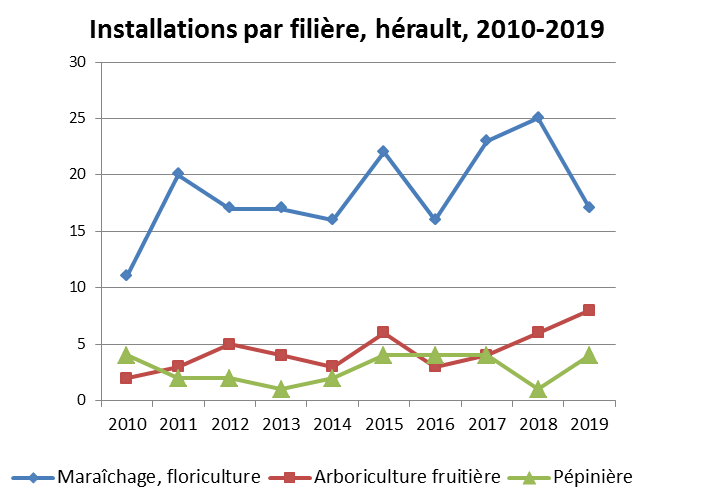 Installations par filière, hérault, 2010-2019
30
25
20
15
10
5
0
2010 2011 2012 2013 2014 2015 2016 2017 2018 2019
Maraîchage, floriculture Arboriculture fruitière Pépinière